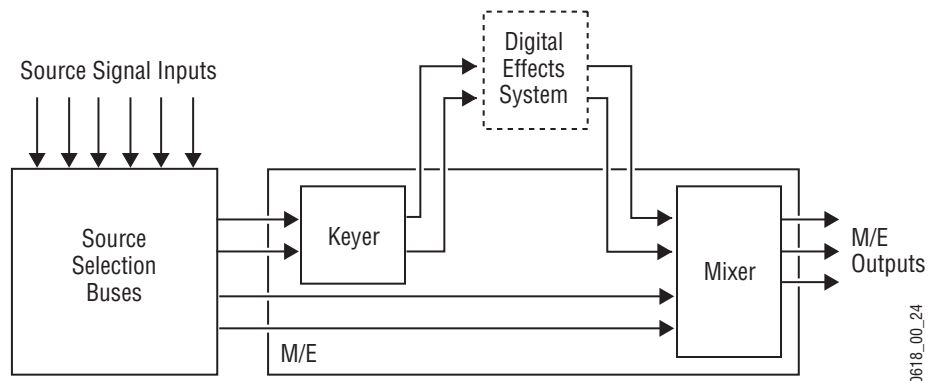 Digital
Effects
System
Source Signal Inputs
Source
Selection
Buses
Keyer
Mixer
M/E
Outputs
M/E
0618_00_24